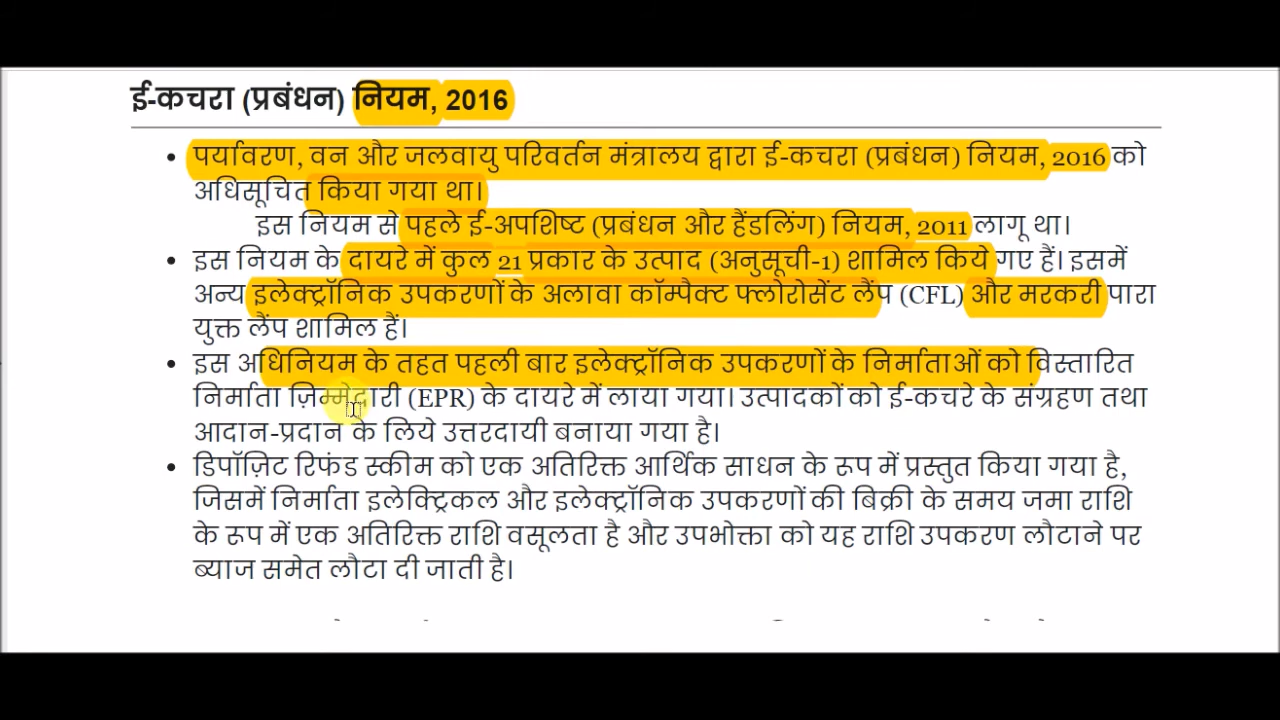 ई-कचरा (प्रबंधन) नियम, 2016
• पर्यावरण, वन और जलवायु परिवर्तन मंत्रालय द्वारा ई-कचरा (प्रबंधन) नियम, 2016 को
अधिसूचित किया गया था।
इस नियम से पहले ई-अपशिष्ट (प्रबंधन और हैंडलिंग) नियम, 2011 लागू था।
• इस नियम के दायरे में कुल 21 प्रकार के उत्पाद (अनुसूची-1) शामिल किये गए हैं। इसमें
अन्य इलेक्ट्रॉनिक उपकरणों के अलावा कॉम्पैक्ट फ्लोरोसेंट लैंप (CFL) और मरकरी पारा
युक्त लैंप शामिल हैं।
• इस अधिनियम के तहत पहली बार इलेक्ट्रॉनिक उपकरणों के निर्माताओं को विस्तारित
निर्माता ज़िम्मेदारी (EPR) के दायरे में लाया गया। उत्पादकों को ई-कचरे के संग्रहण तथा
आदान-प्रदान के लिये उत्तरदायी बनाया गया है।
• डिपॉज़िट रिफंड स्कीम को एक अतिरिक्त आर्थिक साधन के रूप में प्रस्तुत किया गया है,
जिसमें निर्माता इलेक्ट्रिकल और इलेक्ट्रॉनिक उपकरणों की बिक्री के समय जमा राशि
के रूप में एक अतिरिक्त राशि वसूलता है और उपभोक्ता को यह राशि उपकरण लौटाने पर
ब्याज समेत लौटा दी जाती है।